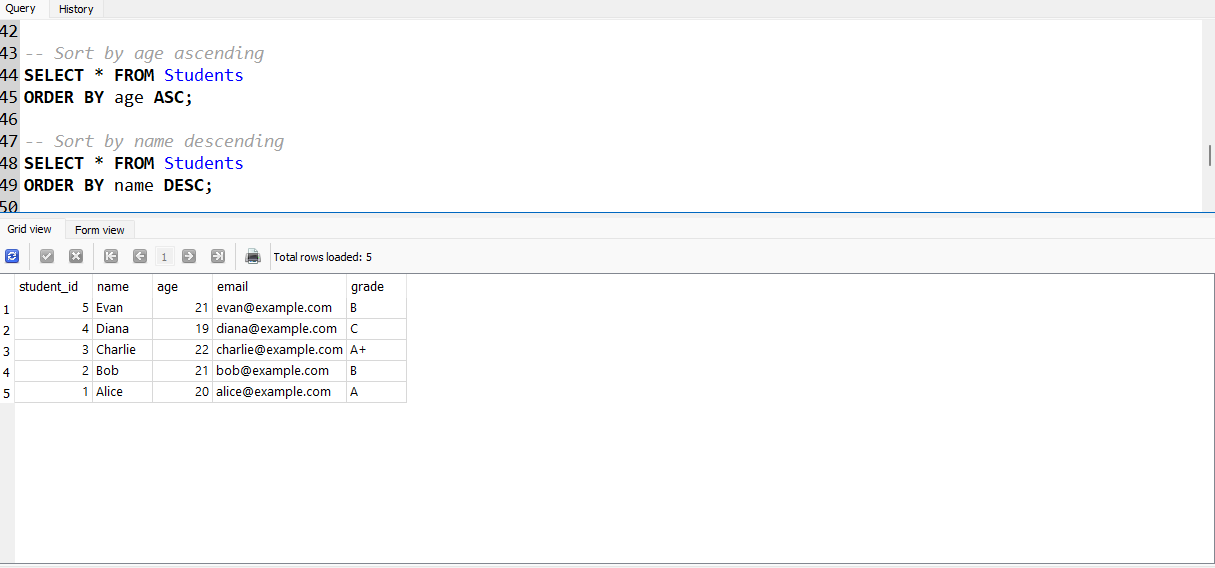 Query History
42
43 -- Sort by age ascending
44 SELECT * FROM Students
45 ORDER BY age ASC;
46
47 -- Sort by name descending
48 SELECT * FROM Students
49 ORDER BY name DESC;
50
Grid view Form view
1 Total rows loaded: 5
student_id name age email grade
1 5 Evan 21 evan@example.com B
2 4 Diana 19 diana@example.com C
3 3 Charlie 22 charlie@example.com A+
4 2 Bob 21 bob@example.com B
5 1 Alice 20 alice@example.com A